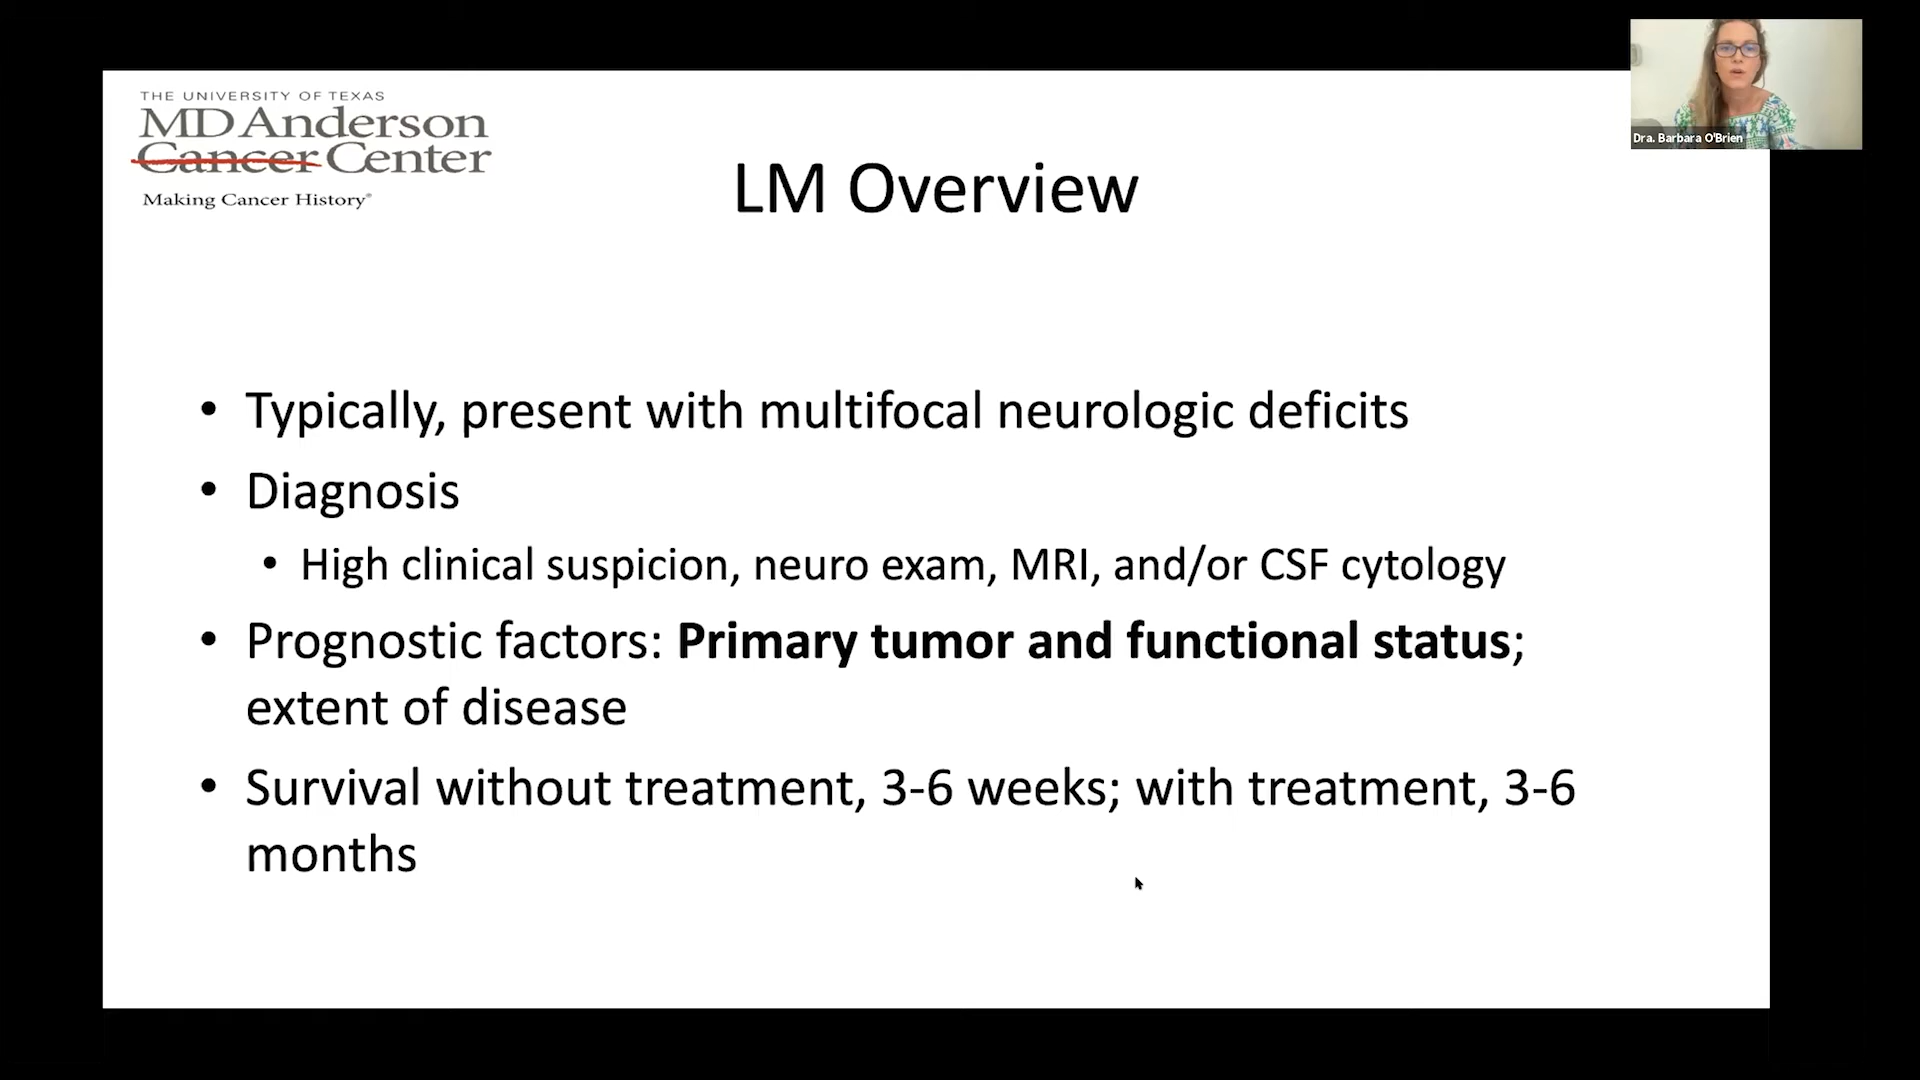 THE UNIVERSITY OF TEXAS
MD Anderson
Cancer Center
Making Cancer History®
Dra. Barbara O'Brien
LM Overview
• Typically, present with multifocal neurologic deficits
• Diagnosis
• High clinical suspicion, neuro exam, MRI, and/or CSF cytology
• Prognostic factors: Primary tumor and functional status;
extent of disease
• Survival without treatment, 3-6 weeks; with treatment, 3-6
months